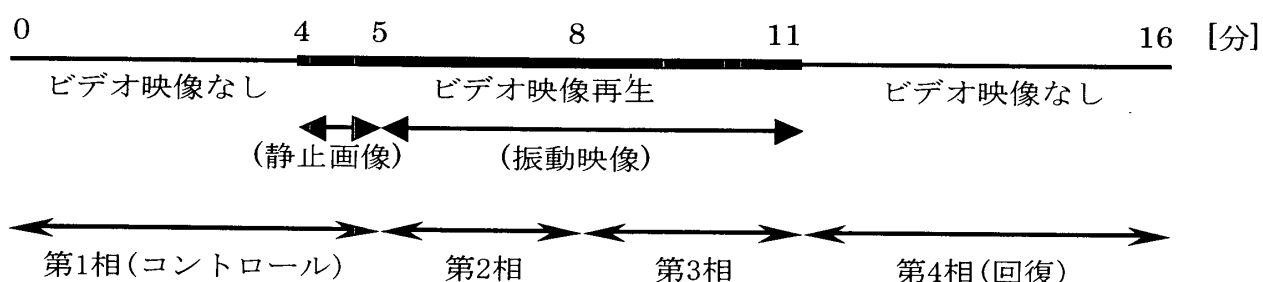 0 4 5 8 11 16 [分]
ビデオ映像なし ビデオ映像再生 ビデオ映像なし
(静止画像) (振動映像)
第1相(コントロール) 第2相 第3相 第4相(回復)